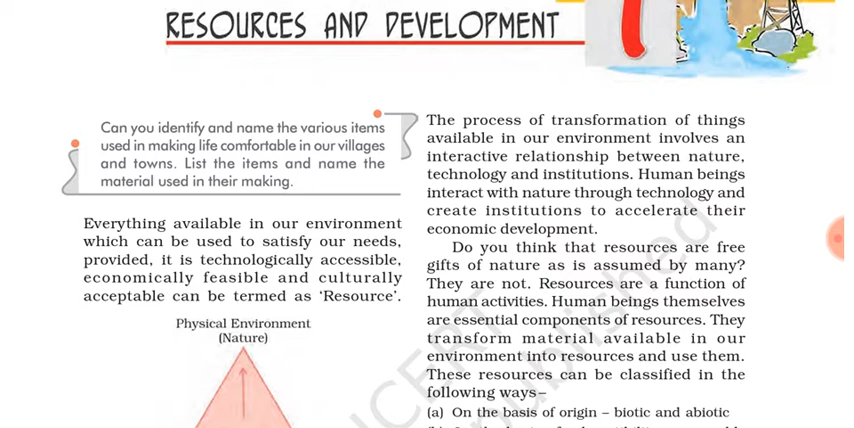 RESOURCES AND DEVELOPMENT
Can you identify and name the various items
used in making life comfortable in our villages
and towns. List the items and name the
material used in their making.
Everything available in our environment
which can be used to satisfy our needs,
provided, it is technologically accessible,
economically feasible and culturally
acceptable can be termed as ‘Resource’.
Physical Environment
(Nature)
The process of transformation of things
available in our environment involves an
interactive relationship between nature,
technology and institutions. Human beings
interact with nature through technology and
create institutions to accelerate their
economic development.
Do you think that resources are free
gifts of nature as is assumed by many?
They are not. Resources are a function of
human activities. Human beings themselves
are essential components of resources. They
transform material available in our
environment into resources and use them.
These resources can be classified in the
following ways–
(a) On the basis of origin – biotic and abiotic
NCERT
published